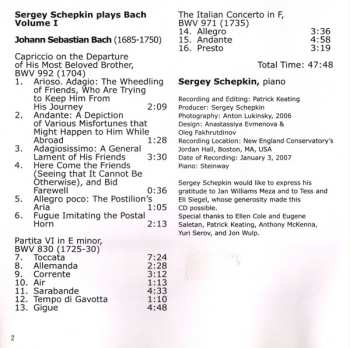 Sergey Schepkin plays Bach
Volume I
Johann Sebastian Bach (1685-1750)
Capriccio on the Departure
of His Most Beloved Brother,
BWV 992 (1704)
1. Arioso. Adagio: The Wheedling
of Friends, Who Are Trying
to Keep Him From
His Journey 2:09
2. Andante: A Depiction
of Various Misfortunes that
Might Happen to Him While
Abroad 1:28
3. Adagiosissimo: A General
Lament of His Friends 3:30
4. Here Come the Friends
(Seeing that It Cannot Be
Otherwise), and Bid
Farewell 0:36
5. Allegro poco: The Postilion's
Aria 1:05
6. Fugue Imitating the Postal
Horn 2:13
Partita VI in E minor,
BWV 830 (1725-30)
7. Toccata 7:24
8. Allemanda 2:28
9. Corrente 3:12
10. Air 1:13
11. Sarabande 4:33
12. Tempo di Gavotta 1:10
13. Gigue 4:48
2
The Italian Concerto in F,
BWV 971 (1735)
14. Allegro 3:36
15. Andante 4:58
16. Presto 3:19
Total Time: 47:48
Sergey Schepkin, piano
Recording and Editing: Patrick Keating
Producer: Sergey Schepkin
Photography: Anton Lukinsky, 2006
Design: Anastassiya Evmenova &
Oleg Fakhrutdinov
Recording Location: New England Conservatory's
Jordan Hall, Boston, MA, USA
Date of Recording: January 3, 2007
Piano: Steinway
Sergey Schepkin would like to express his
gratitude to Jan Williams Meza and to Tess and
Eli Siegel, whose generosity made this
CD possible.
Special thanks to Ellen Cole and Eugene
Saletan, Patrick Keating, Anthony McKenna,
Yuri Serov, and Jon Wulp.